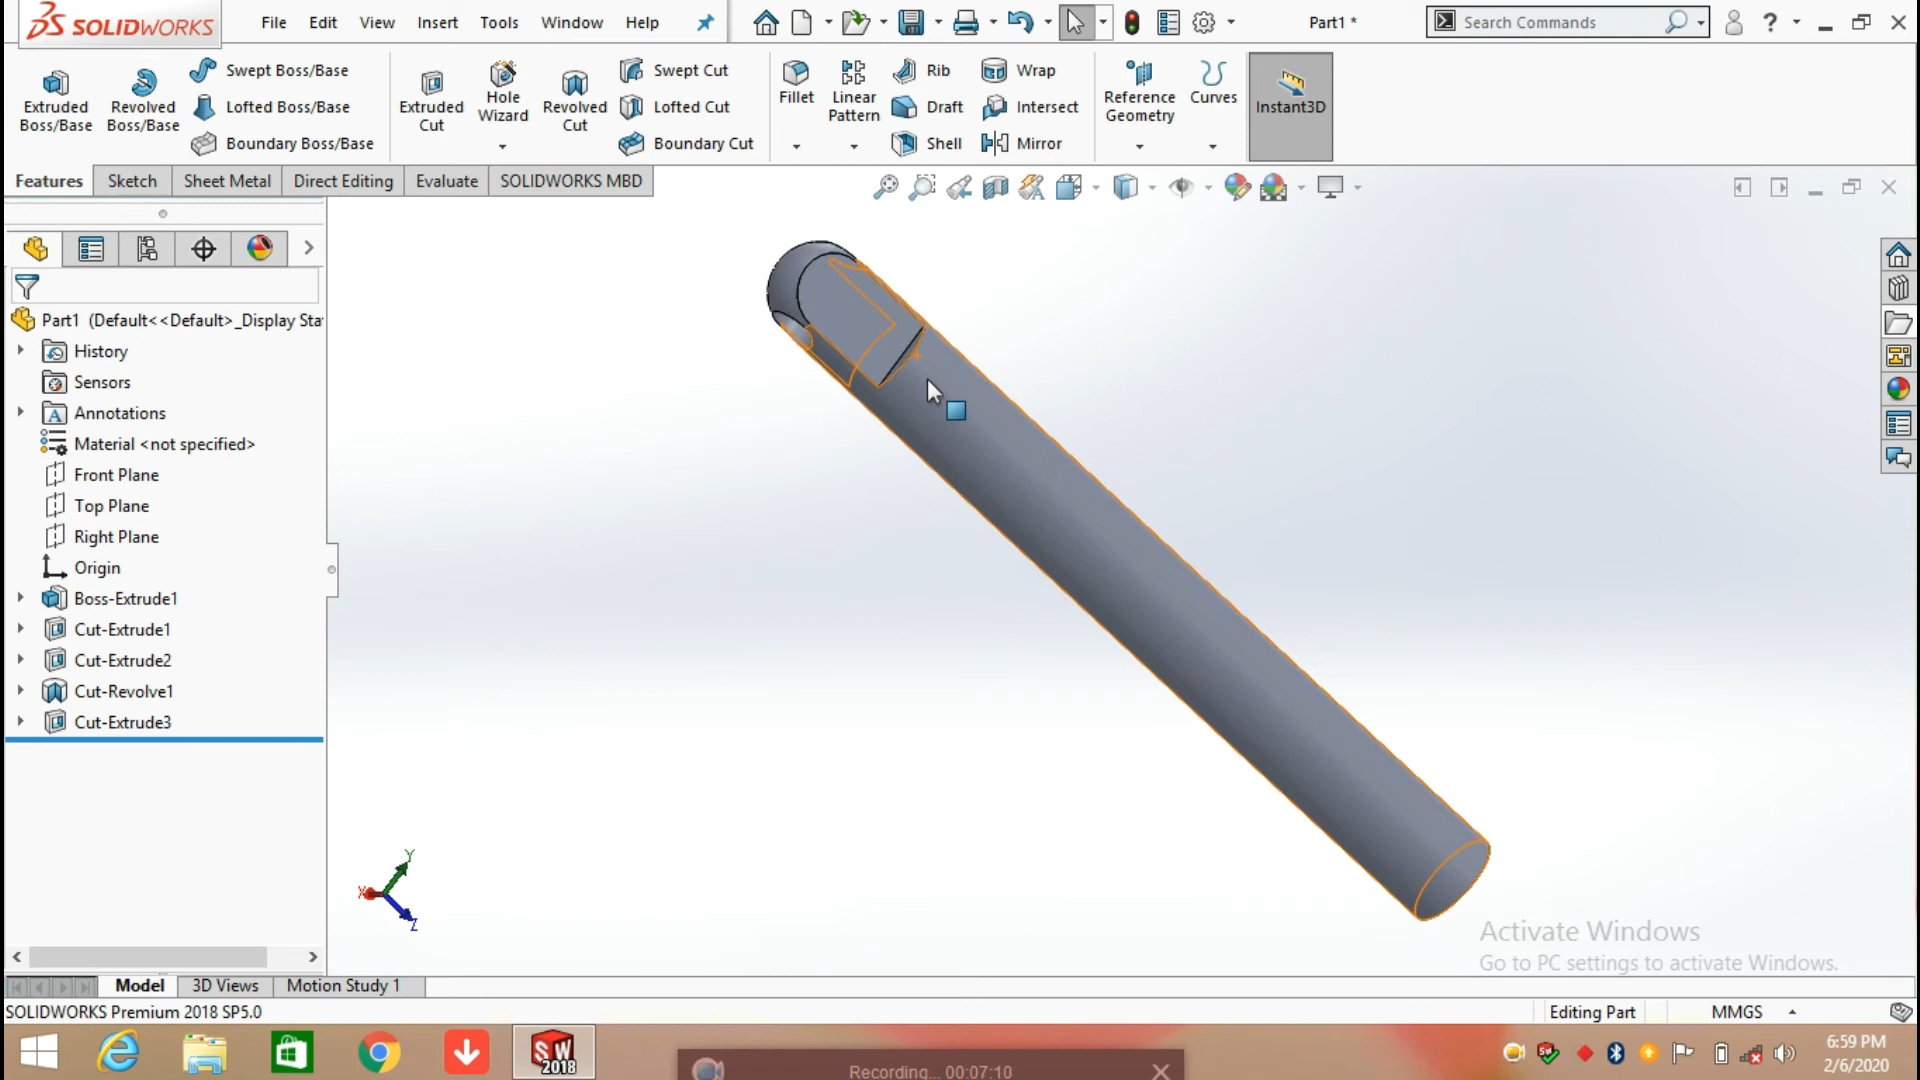 SOLIDWORKS
File Edit View Insert Tools Window Help
Part1 *
Search Commands
Extruded Boss/Base
Revolved Boss/Base
Swept Boss/Base
Lofted Boss/Base
Boundary Boss/Base
Extruded Cut
Hole Wizard
Revolved Cut
Swept Cut
Lofted Cut
Boundary Cut
Fillet
Linear Pattern
Rib
Draft
Shell
Wrap
Intersect
Mirror
Reference Geometry
Curves
Instant3D
Features Sketch Sheet Metal Direct Editing Evaluate SOLIDWORKS MBD
Part1 (Default<<Default>_Display Sta
History
Sensors
Annotations
Material <not specified>
Front Plane
Top Plane
Right Plane
Origin
Boss-Extrude1
Cut-Extrude1
Cut-Extrude2
Cut-Revolve1
Cut-Extrude3
Y
X
Z
Activate Windows
Go to PC settings to activate Windows.
Model 3D Views Motion Study 1
SOLIDWORKS Premium 2018 SP5.0
Editing Part
MMGS
SW 2018
Recording... 00:07:10
6:59 PM
2/6/2020